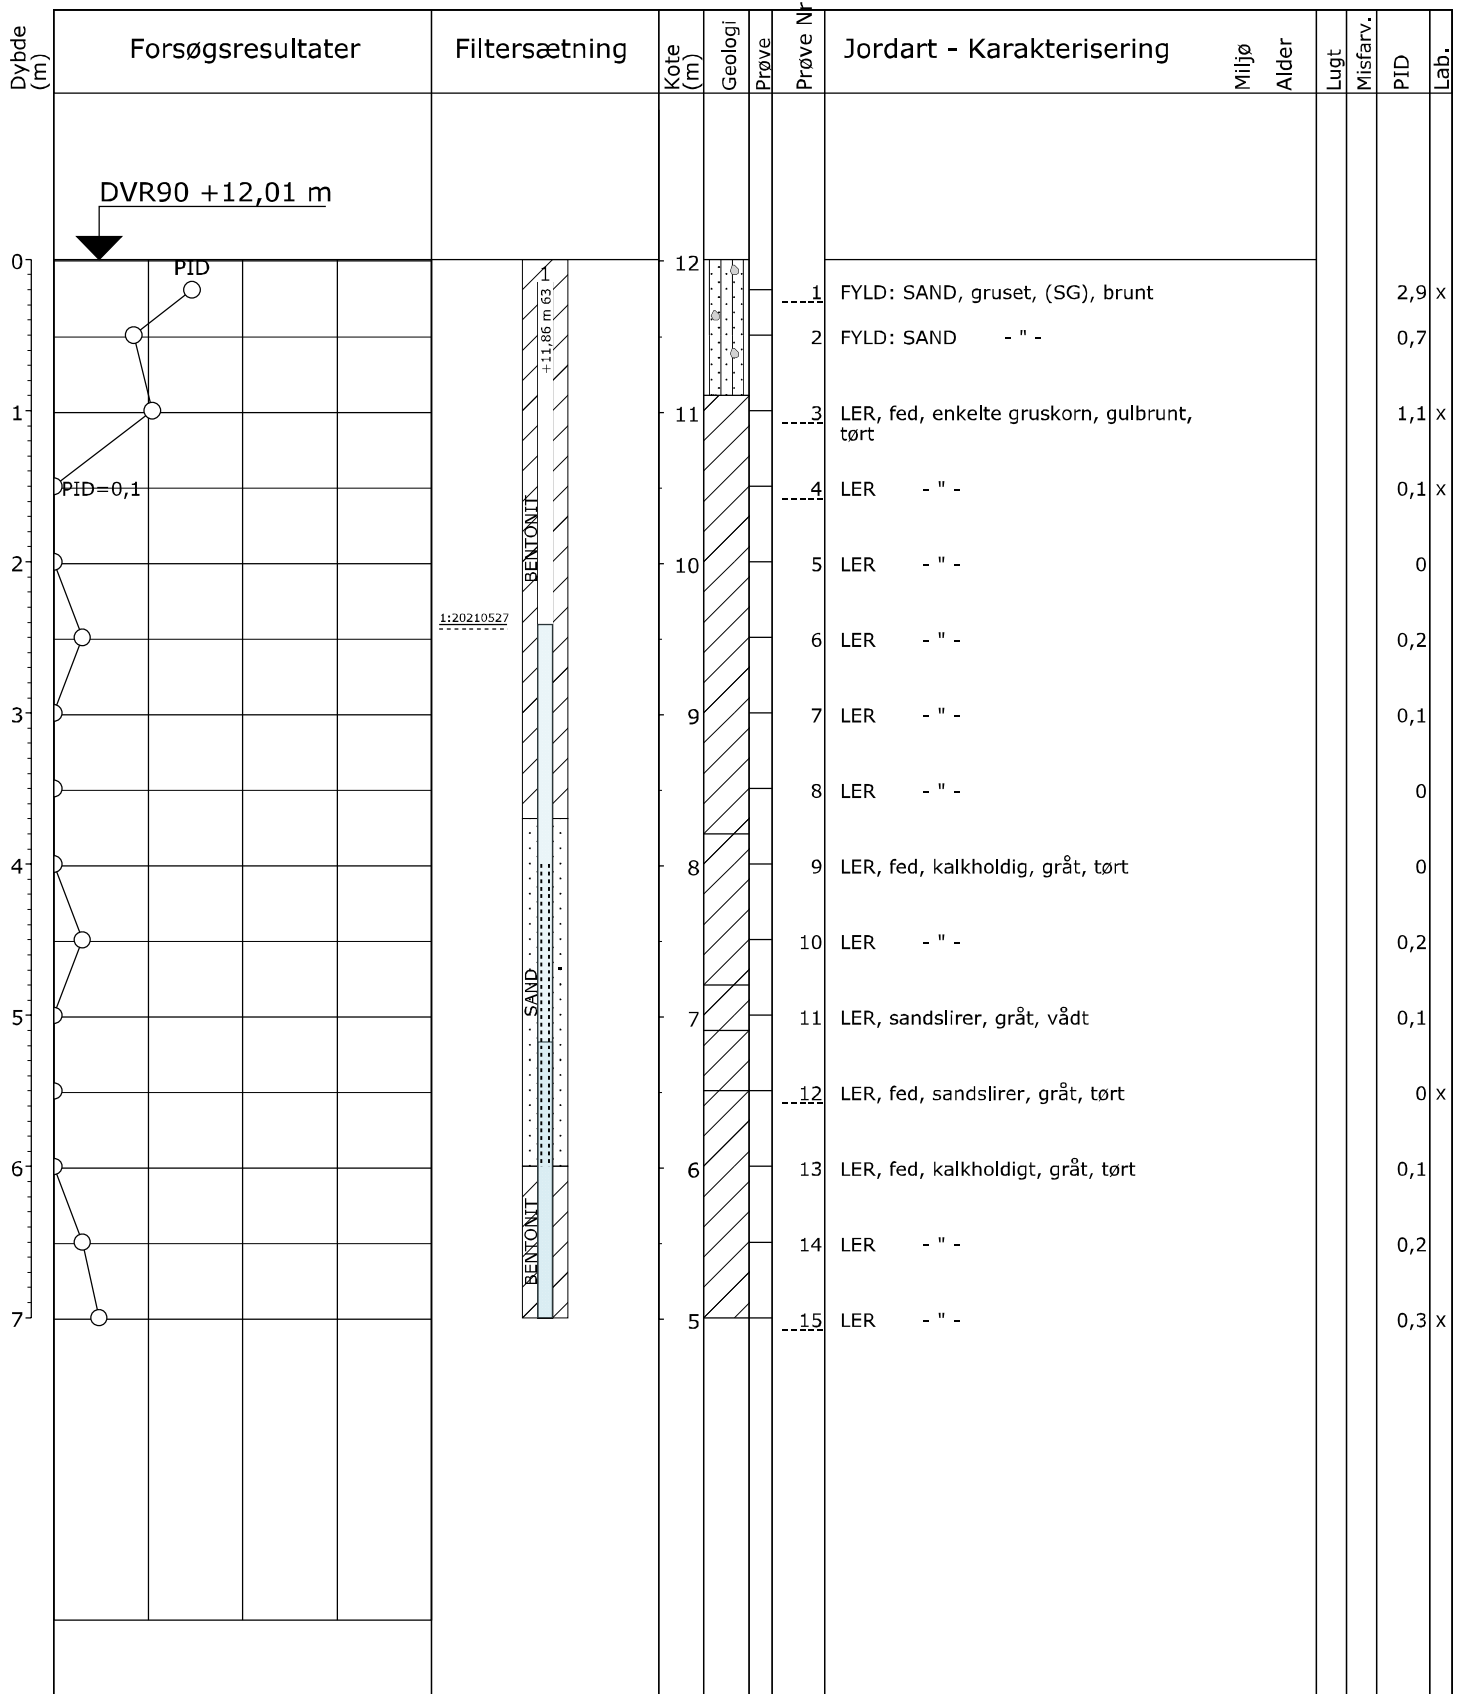 Dybde (m)
Forsøgsresultater
Filtersætning
Kote (m)
Geologi
Prøve
Prøve Nr
Jordart - Karakterisering
Miljø
Alder
Lugt
Misfarv.
PID
Lab.
DVR90 +12,01 m
0
PID
12
+11,86 m 63 1
1 FYLD: SAND, gruset, (SG), brunt 2,9 x
2 FYLD: SAND - " - 0,7
1
11
3 LER, fed, enkelte gruskorn, gulbrunt, 1,1 x
tørt
PID=0,1
4 LER - " - 0,1 x
BENTONIT
2
10
5 LER - " - 0
1:20210527
6 LER - " - 0,2
3
9
7 LER - " - 0,1
8 LER - " - 0
4
8
9 LER, fed, kalkholdig, gråt, tørt 0
10 LER - " - 0,2
SAND
5
7
11 LER, sandslirer, gråt, vådt 0,1
12 LER, fed, sandslirer, gråt, tørt 0 x
6
6
13 LER, fed, kalkholdigt, gråt, tørt 0,1
BENTONIT
14 LER - " - 0,2
7
5
15 LER - " - 0,3 x